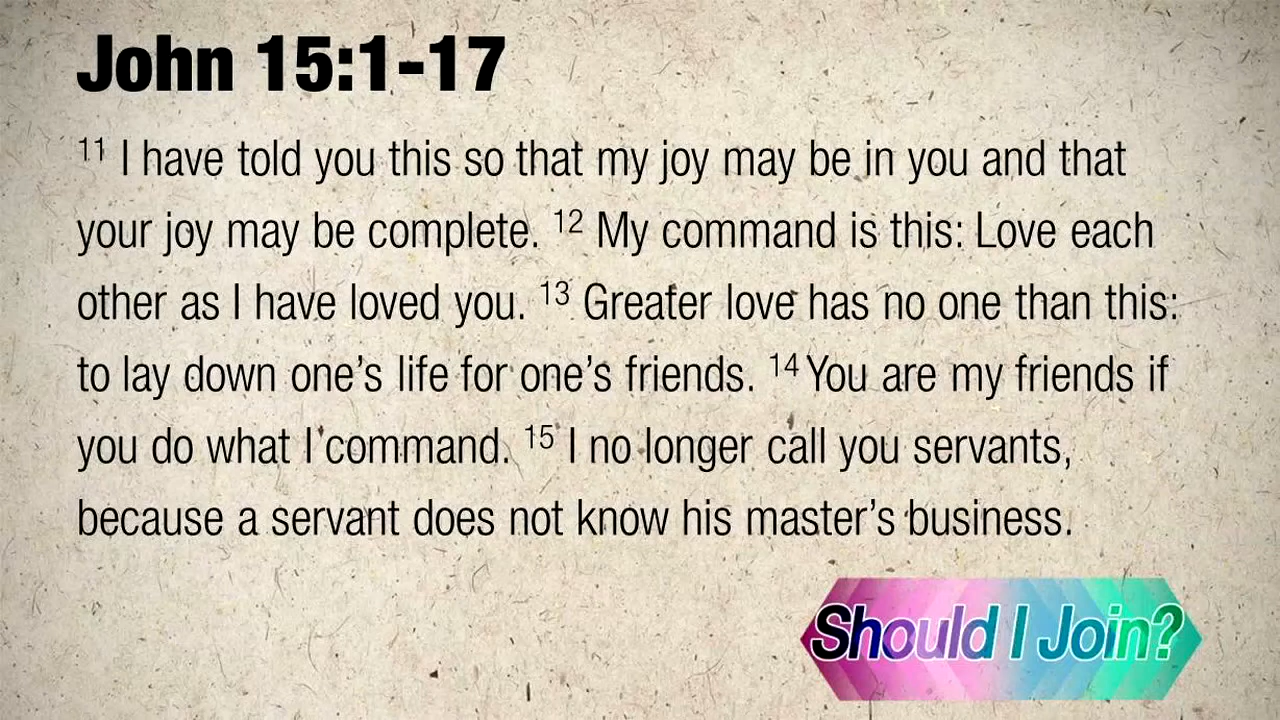 John 15:1-17
11 I have told you this so that my joy may be in you and that
your joy may be complete. 12 My command is this: Love each
other as I have loved you. 13 Greater love has no one than this:
to lay down one’s life for one’s friends. 14 You are my friends if
you do what I command. 15 I no longer call you servants,
because a servant does not know his master’s business.
Should I Join?